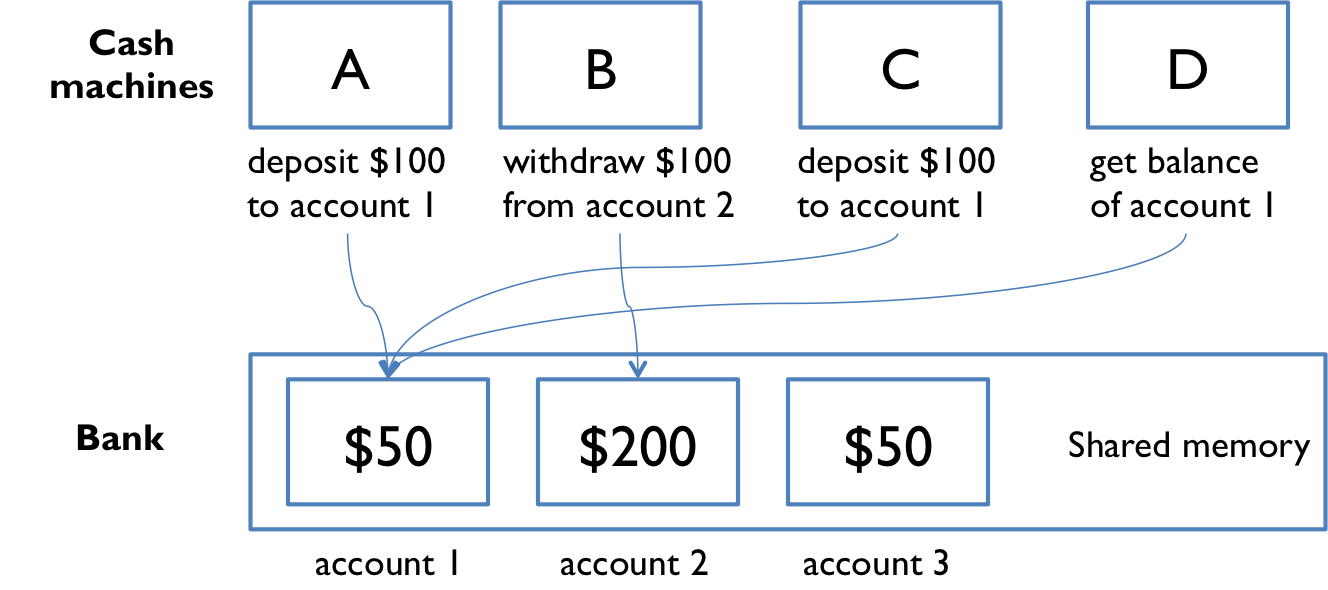 Cash
machines
A
B
C
D
deposit $100
to account 1
withdraw $100
from account 2
deposit $100
to account 1
get balance
of account 1
Bank
$50
$200
$50
Shared memory
account 1
account 2
account 3